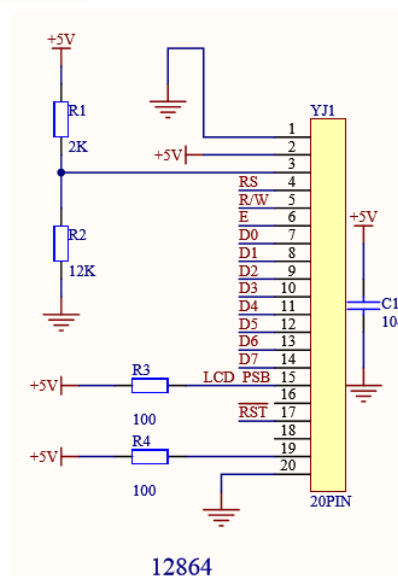 +5V
R1
2K
R2
12K
+5V
YJ1
1
2
3
RS 4
R/W 5
E 6
D0 7
D1 8
D2 9
D3 10
D4 11
D5 12
D6 13
D7 14
LCD PSB 15
16
RST 17
18
19
20
+5V
C1
+5V
R3
100
+5V
R4
100
20PIN
12864